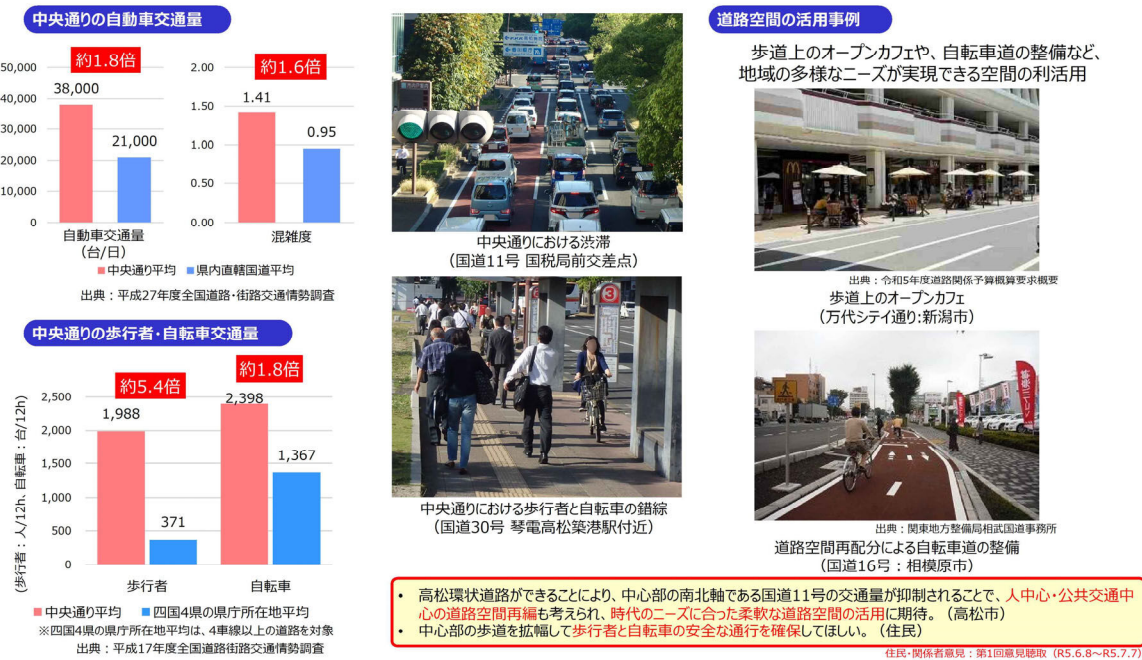 中央通りの自動車交通量
約1.8倍
50,000
40,000
30,000
20,000
10,000
0
38,000
21,000
自動車交通量
(台/日)
約1.6倍
2.00
1.50
1.00
0.50
0.00
1.41
0.95
混雑度
中央通り平均 県内直轄国道平均
出典：平成27年度全国道路・街路交通情勢調査
中央通りの歩行者・自転車交通量
(歩行者：人/12h、自転車：台/12h)
約5.4倍
約1.8倍
2,500
2,000
1,500
1,000
500
0
1,988
371
2,398
1,367
歩行者
自転車
中央通り平均 四国4県の県庁所在地平均
※四国4県の県庁所在地平均は、4車線以上の道路を対象
出典：平成17年度全国道路街路交通情勢調査
中央通りにおける渋滞
(国道11号 国税局前交差点)
3
中央通りにおける歩行者と自転車の錯綜
(国道30号 琴電高松築港駅付近)
道路空間の活用事例
歩道上のオープンカフェや、自転車道の整備など、
地域の多様なニーズが実現できる空間の利活用
出典：令和5年度道路関係予算概算要求概要
歩道上のオープンカフェ
(万代シテイ通り:新潟市)
出典：関東地方整備局相武国道事務所
道路空間再配分による自転車道の整備
(国道16号：相模原市)
• 高松環状道路ができることにより、中心部の南北軸である国道11号の交通量が抑制されることで、人中心・公共交通中
心の道路空間再編も考えられ、時代のニーズに合った柔軟な道路空間の活用に期待。（高松市）
• 中心部の歩道を拡幅して歩行者と自転車の安全な通行を確保してほしい。（住民）
住民・関係者意見：第1回意見聴取（R5.6.8～R5.7.7)